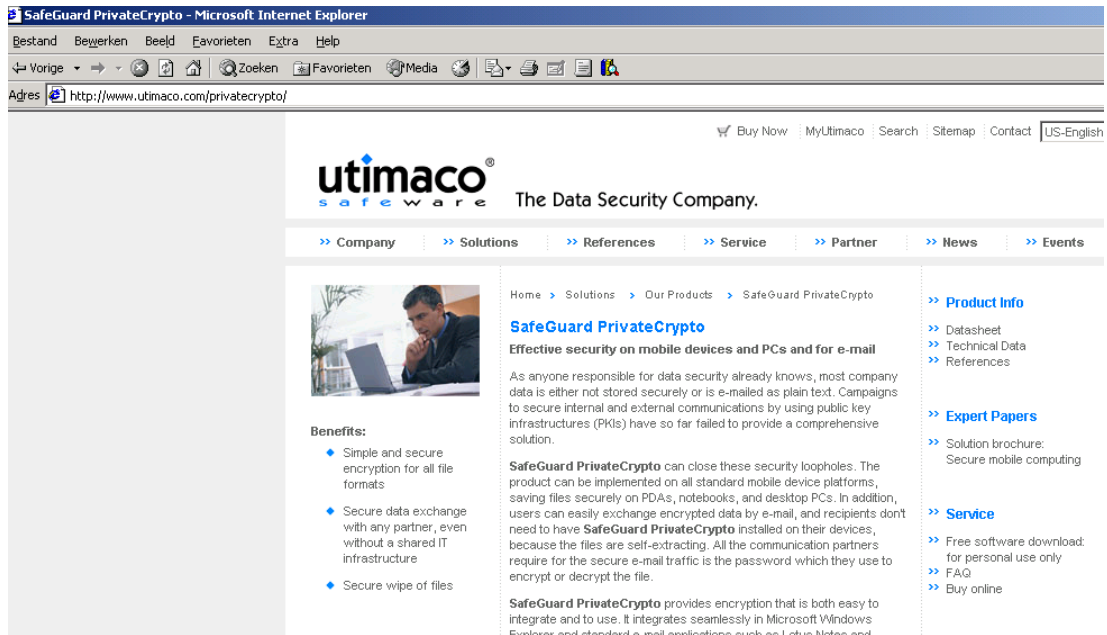 SafeGuard PrivateCrypto - Microsoft Internet Explorer
Bestand Bewerken Beeld Favorieten Extra Help
Vorige Zoeken Favorieten Media
Adres http://www.utimaco.com/privatecrypto/
Buy Now MyUtimaco Search Sitemap Contact US-English
utimaco®
safeware
The Data Security Company.
>> Company >> Solutions >> References >> Service >> Partner >> News >> Events
Home > Solutions > Our Products > SafeGuard PrivateCrypto
SafeGuard PrivateCrypto
Effective security on mobile devices and PCs and for e-mail
As anyone responsible for data security already knows, most company
data is either not stored securely or is e-mailed as plain text. Campaigns
to secure internal and external communications by using public key
infrastructures (PKIs) have so far failed to provide a comprehensive
solution.
SafeGuard PrivateCrypto can close these security loopholes. The
product can be implemented on all standard mobile device platforms,
saving files securely on PDAs, notebooks, and desktop PCs. In addition,
users can easily exchange encrypted data by e-mail, and recipients don't
need to have SafeGuard PrivateCrypto installed on their devices,
because the files are self-extracting. All the communication partners
require for the secure e-mail traffic is the password which they use to
encrypt or decrypt the file.
SafeGuard PrivateCrypto provides encryption that is both easy to
integrate and to use. It integrates seamlessly in Microsoft Windows
Explorer and standard e-mail applications such as Lotus Notes and
Benefits:
Simple and secure
encryption for all file
formats
Secure data exchange
with any partner, even
without a shared IT
infrastructure
Secure wipe of files
>> Product Info
>> Datasheet
>> Technical Data
>> References
>> Expert Papers
>> Solution brochure:
Secure mobile computing
>> Service
>> Free software download:
for personal use only
>> FAQ
>> Buy online